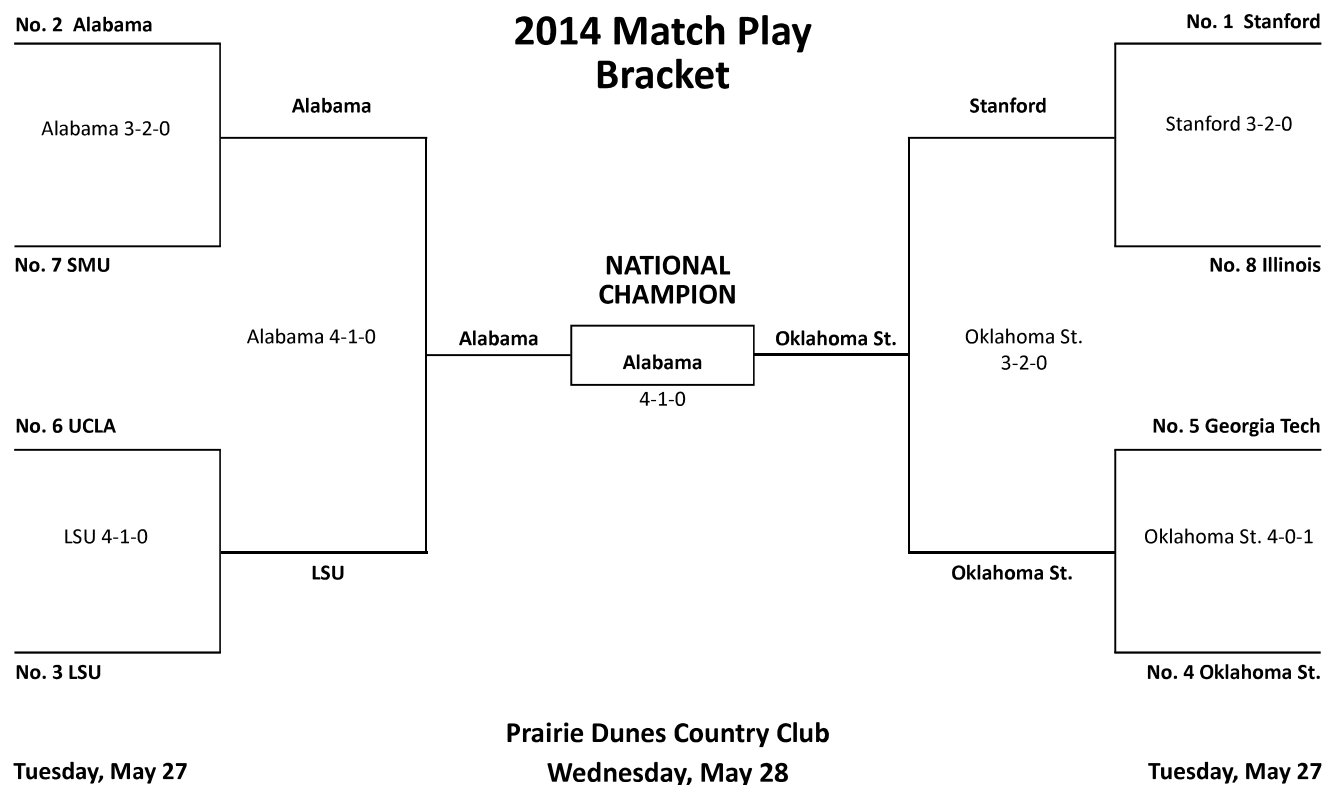 2014 Match Play
Bracket
No. 2 Alabama
Alabama 3-2-0
No. 7 SMU
Alabama
Alabama 4-1-0
No. 6 UCLA
LSU 4-1-0
No. 3 LSU
LSU
Alabama
NATIONAL
CHAMPION
Alabama
4-1-0
Oklahoma St.
No. 1 Stanford
Stanford 3-2-0
No. 8 Illinois
Stanford
Oklahoma St.
3-2-0
No. 5 Georgia Tech
Oklahoma St. 4-0-1
No. 4 Oklahoma St.
Oklahoma St.
Prairie Dunes Country Club
Tuesday, May 27
Wednesday, May 28
Tuesday, May 27